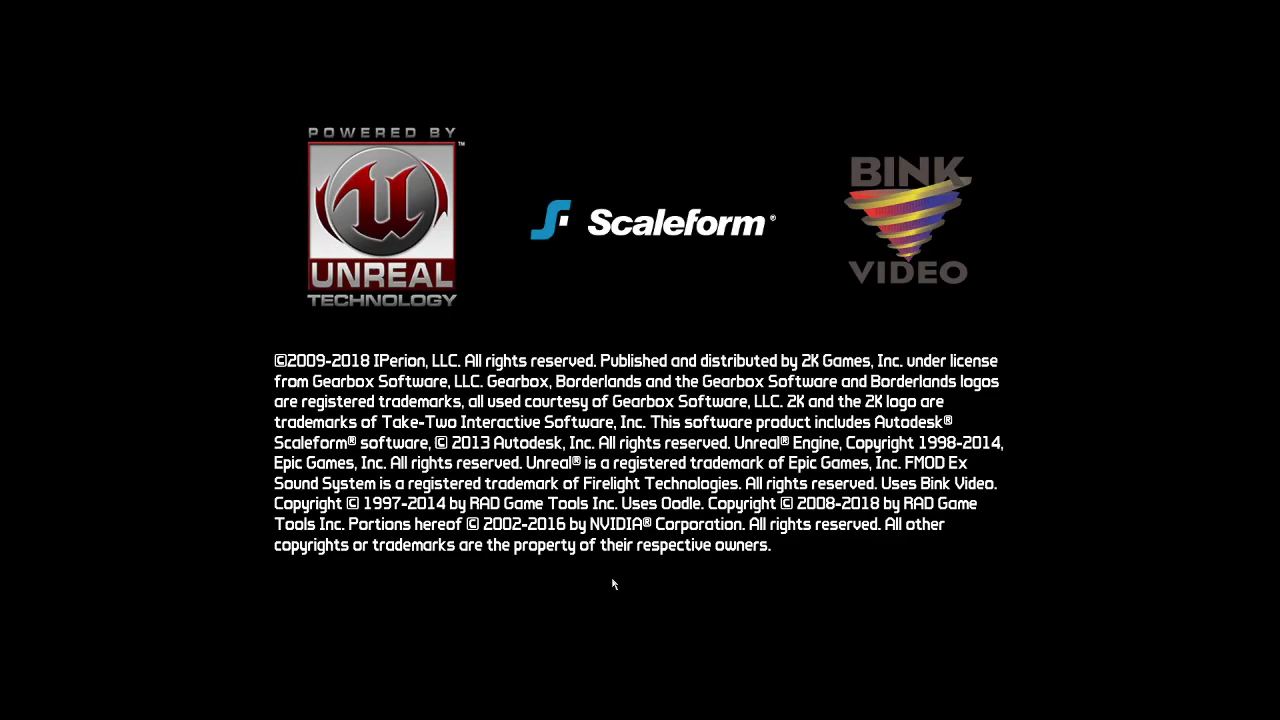 POWERED BY
™
UNREAL
TECHNOLOGY
Scaleform®
BINK
VIDEO
©2009-2018 IPerion, LLC. All rights reserved. Published and distributed by 2K Games, Inc. under license
from Gearbox Software, LLC. Gearbox, Borderlands and the Gearbox Software and Borderlands logos
are registered trademarks, all used courtesy of Gearbox Software, LLC. 2K and the 2K logo are
trademarks of Take-Two Interactive Software, Inc. This software product includes Autodesk®
Scaleform® software, © 2013 Autodesk, Inc. All rights reserved. Unreal® Engine, Copyright 1998-2014,
Epic Games, Inc. All rights reserved. Unreal® is a registered trademark of Epic Games, Inc. FMOD Ex
Sound System is a registered trademark of Firelight Technologies. All rights reserved. Uses Bink Video.
Copyright © 1997-2014 by RAD Game Tools Inc. Uses Oodle. Copyright © 2008-2018 by RAD Game
Tools Inc. Portions hereof © 2002-2016 by NVIDIA® Corporation. All rights reserved. All other
copyrights or trademarks are the property of their respective owners.